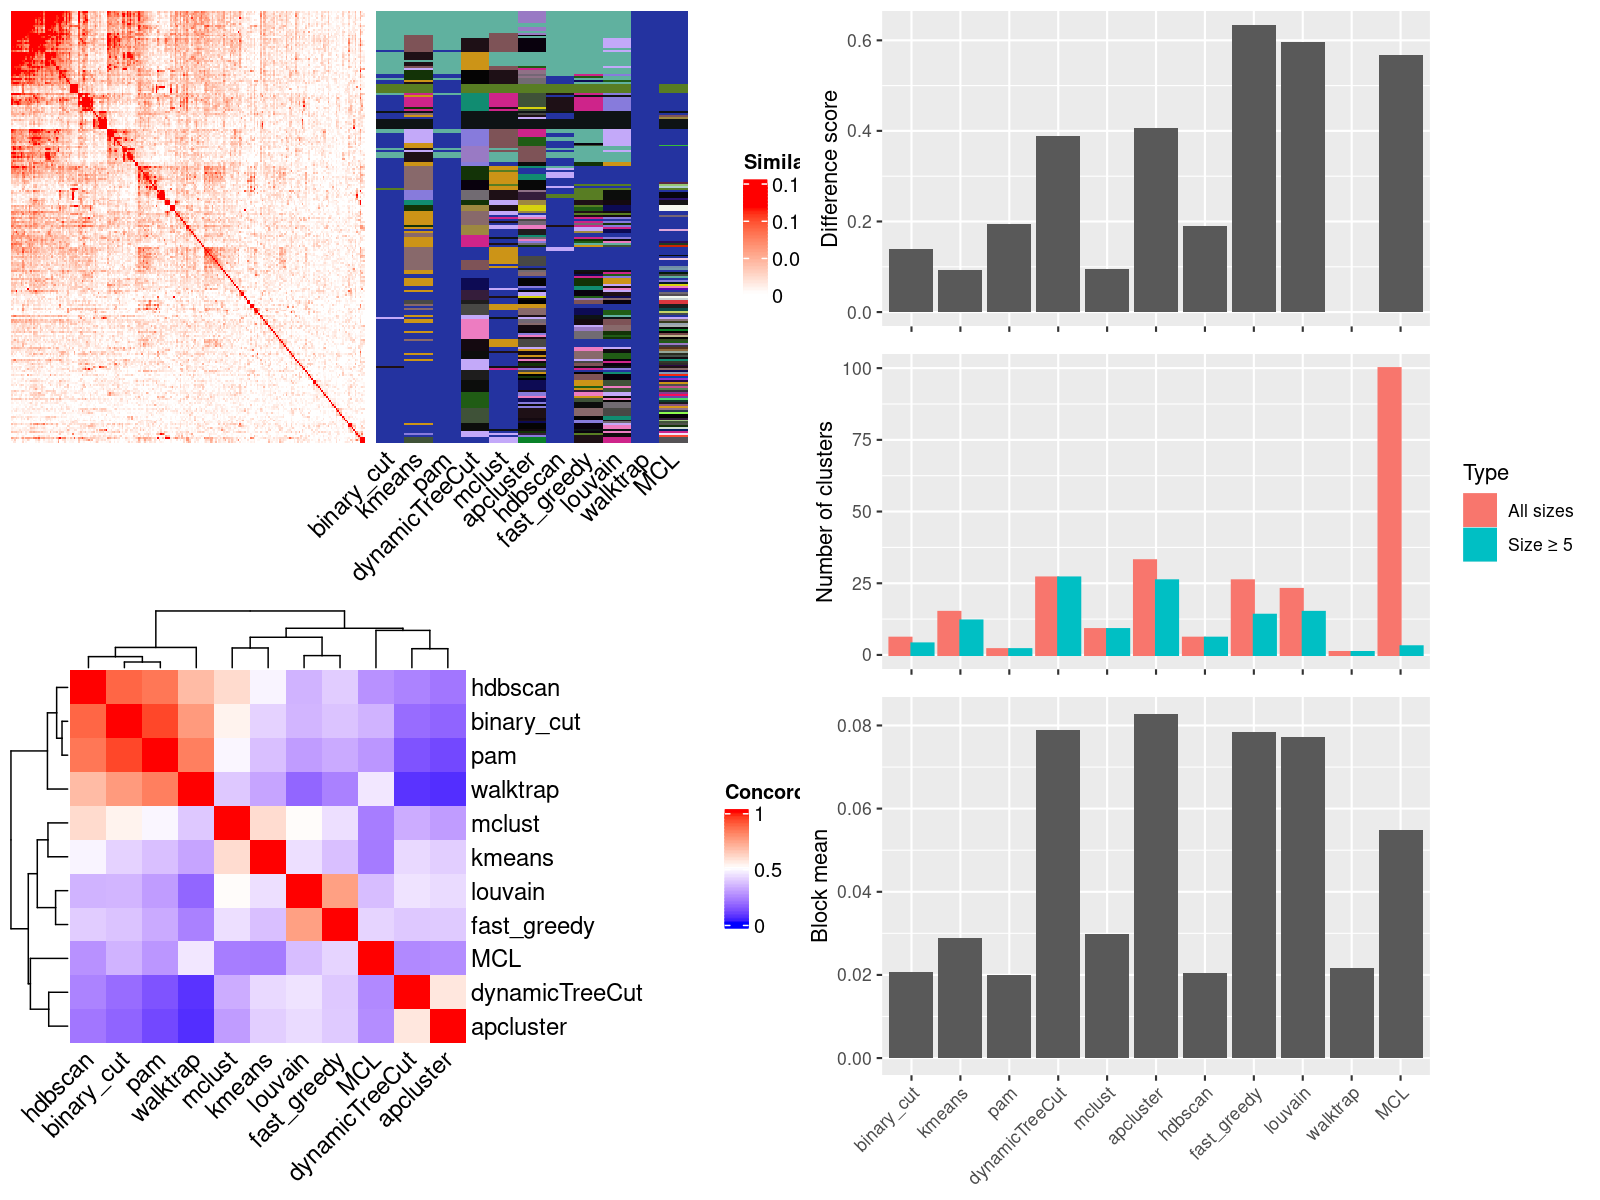 Simila
0.1
0.1
0.0
0
binary_cut
kmeans
pam
dynamicTreeCut
mclust
apcluster
hdbscan
fast_greedy
louvain
walktrap
MCL
hdbscan
binary_cut
pam
walktrap
mclust
kmeans
louvain
fast_greedy
MCL
dynamicTreeCut
apcluster
hdbscan
binary_cut
pam
walktrap
mclust
kmeans
louvain
fast_greedy
MCL
dynamicTreeCut
apcluster
Concord
1
0.5
0
Difference score
0.6
0.4
0.2
0.0
Number of clusters
100
75
50
25
0
Type
All sizes
Size ≥ 5
Block mean
0.08
0.06
0.04
0.02
0.00
binary_cut
kmeans
pam
dynamicTreeCut
mclust
apcluster
hdbscan
fast_greedy
louvain
walktrap
MCL